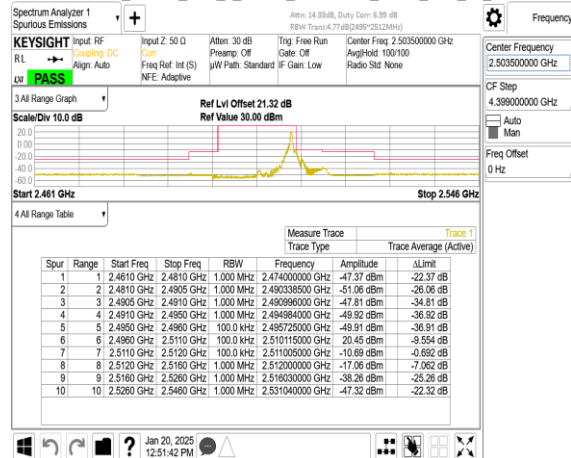 Spectrum Analyzer 1
Spurious Emissions
Attn: 14.83dB, Duty Corr: 6.99 dB
RBW Trans:4.77dB(2495~2512MHz)
Frequency
KEYSIGHT Input: RF Input Z: 50 Ω Atten: 30 dB Trig: Free Run Center Freq: 2.503500000 GHz
RL Coupling: DC Corr Preamp: Off Gate: Off Avg|Hold: 100/100
Align: Auto Freq Ref: Int (S) µW Path: Standard IF Gain: Low Radio Std: None
PASS NFE: Adaptive
Center Frequency
2.503500000 GHz
CF Step
4.399000000 GHz
Auto
Man
Freq Offset
0 Hz
3 All Range Graph
Ref Lvl Offset 21.32 dB
Scale/Div 10.0 dB Ref Value 30.00 dBm
20.0
0.00
-20.0
-40.0
-60.0
Start 2.461 GHz Stop 2.546 GHz
4 All Range Table
Measure Trace Trace 1
Trace Type Trace Average (Active)
Spur Range Start Freq Stop Freq RBW Frequency Amplitude ΔLimit
1 1 2.4610 GHz 2.4810 GHz 1.000 MHz 2.474000000 GHz -47.37 dBm -22.37 dB
2 2 2.4810 GHz 2.4905 GHz 1.000 MHz 2.490338500 GHz -51.06 dBm -26.06 dB
3 3 2.4905 GHz 2.4910 GHz 1.000 MHz 2.490996000 GHz -47.81 dBm -34.81 dB
4 4 2.4910 GHz 2.4950 GHz 1.000 MHz 2.494984000 GHz -49.92 dBm -36.92 dB
5 5 2.4950 GHz 2.4960 GHz 100.0 kHz 2.495725000 GHz -49.91 dBm -36.91 dB
6 6 2.4960 GHz 2.5110 GHz 100.0 kHz 2.510115000 GHz 20.45 dBm -9.554 dB
7 7 2.5110 GHz 2.5120 GHz 100.0 kHz 2.511005000 GHz -10.69 dBm -0.692 dB
8 8 2.5120 GHz 2.5160 GHz 1.000 MHz 2.512000000 GHz -17.06 dBm -7.062 dB
9 9 2.5160 GHz 2.5260 GHz 1.000 MHz 2.516030000 GHz -38.26 dBm -25.26 dB
10 10 2.5260 GHz 2.5460 GHz 1.000 MHz 2.531040000 GHz -47.32 dBm -22.32 dB
Jan 20, 2025
12:51:42 PM